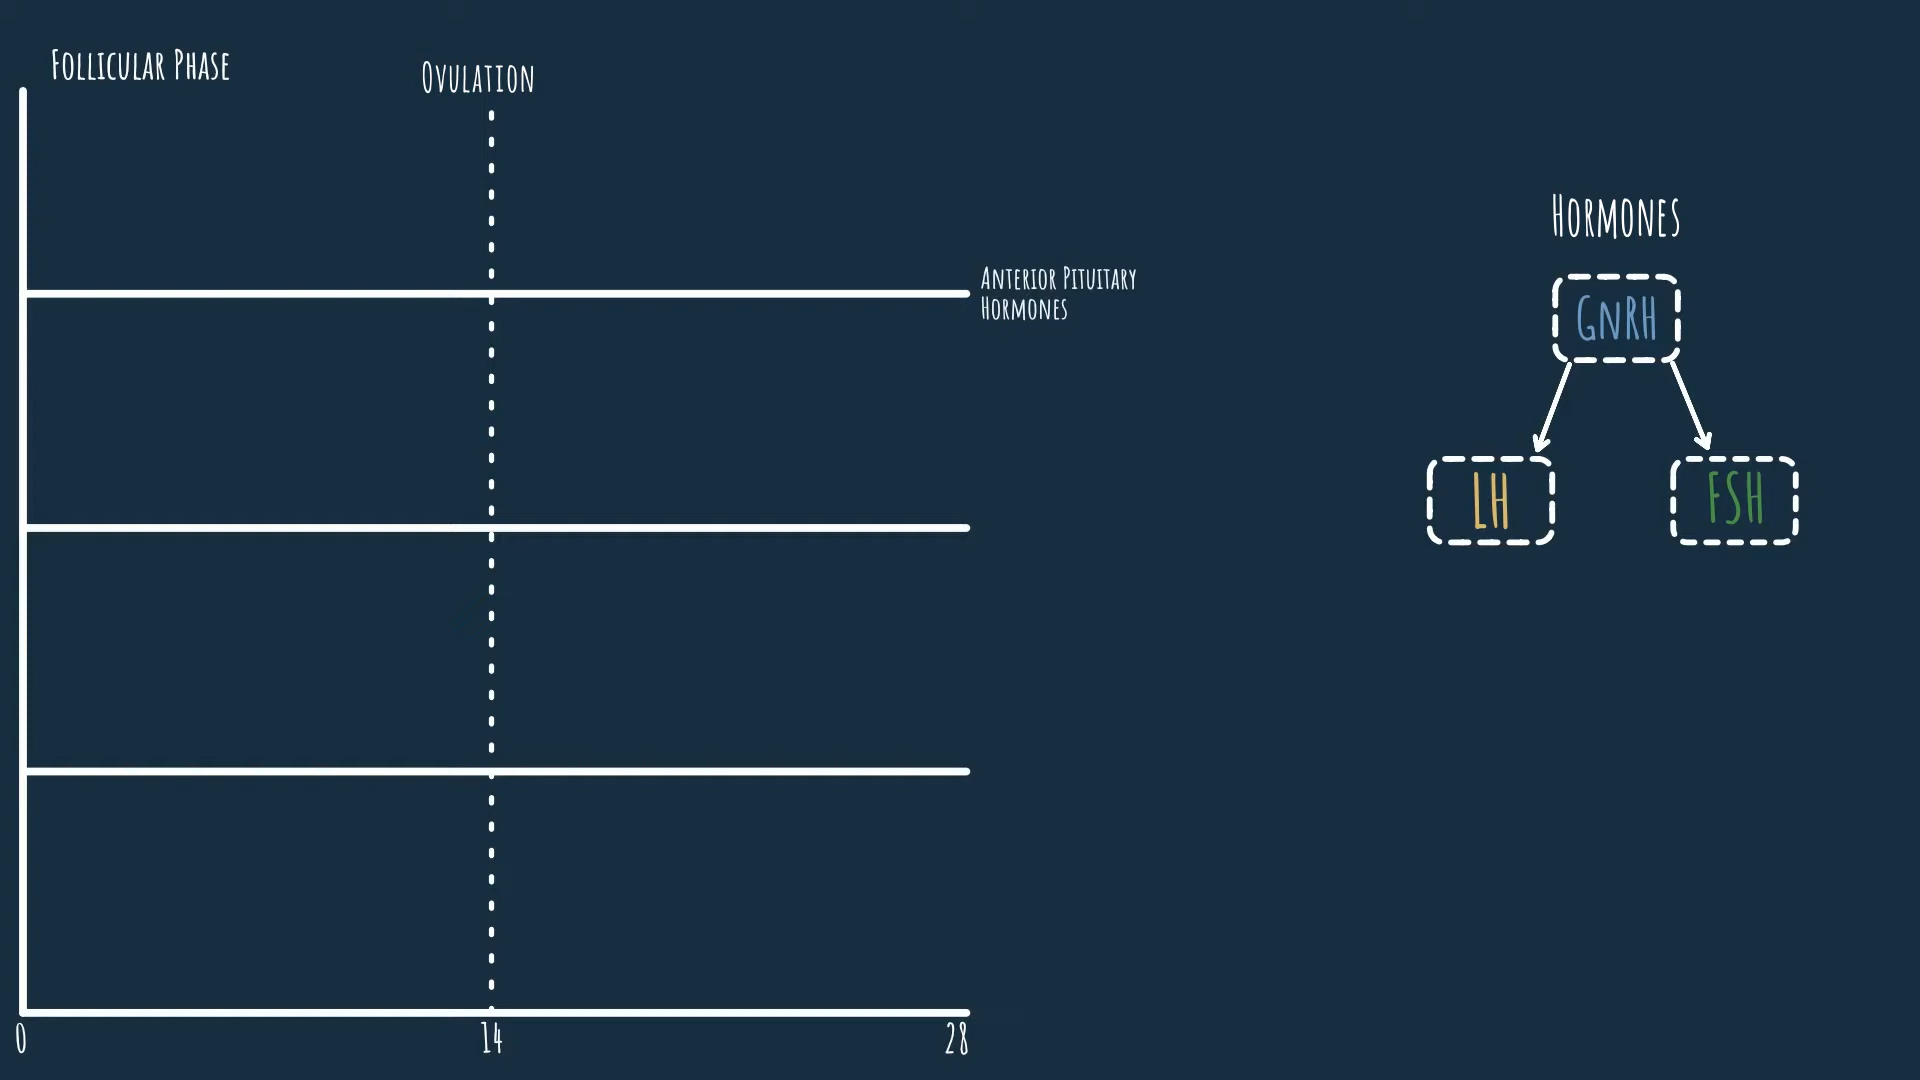 Follicular Phase
Ovulation
Anterior Pituitary
Hormones
0
14
28
Hormones
GnRH
LH
FSH